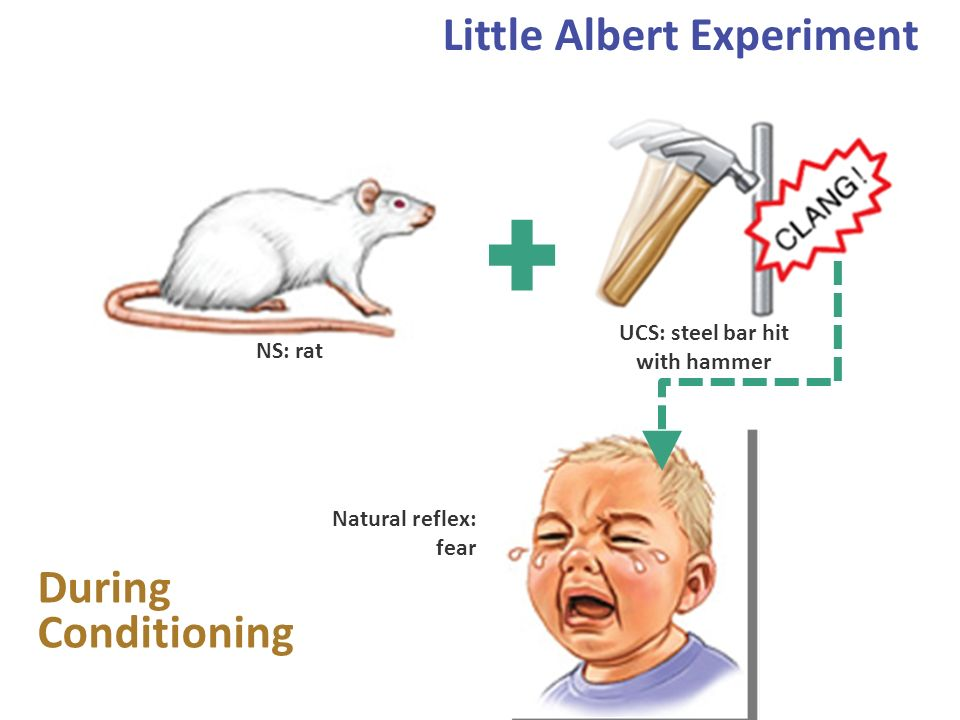 Little Albert Experiment
CLANG!
NS: rat
UCS: steel bar hit
with hammer
Natural reflex:
fear
During
Conditioning